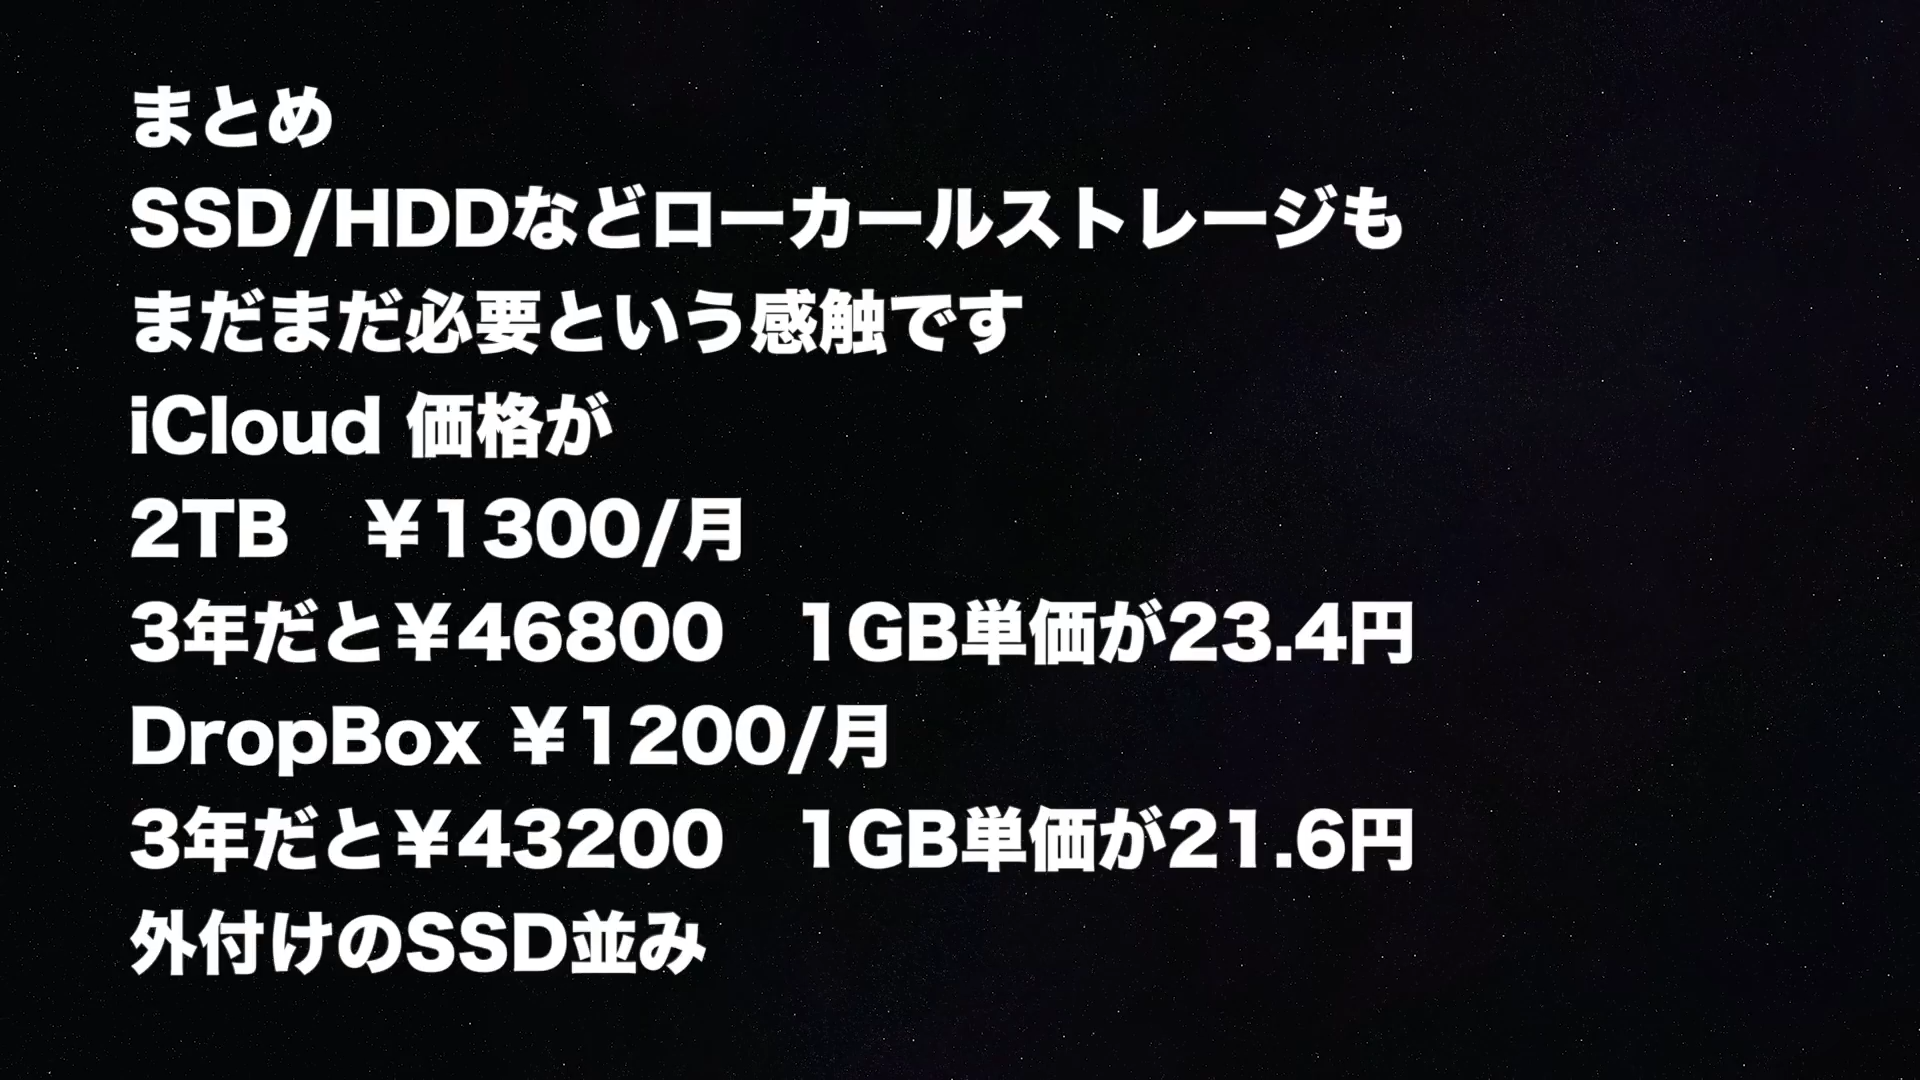 まとめ
SSD/HDDなどローカールストレージも
まだまだ必要という感触です
iCloud 価格が
2TB　￥1300/月
3年だと￥46800　1GB単価が23.4円
DropBox ￥1200/月
3年だと￥43200　1GB単価が21.6円
外付けのSSD並み